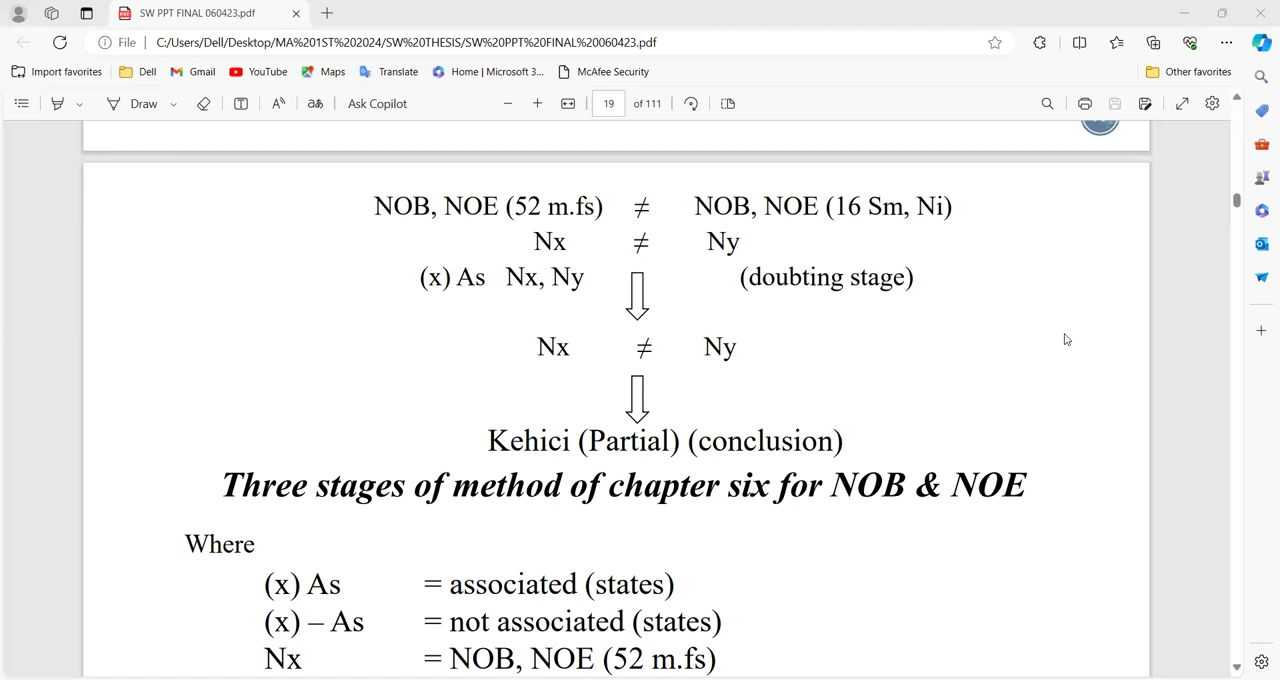 SW PPT FINAL 060423.pdf
File C:/Users/Dell/Desktop/MA%201ST%202024/SW%20THESIS/SW%20PPT%20FINAL%20060423.pdf
Import favorites Dell Gmail YouTube Maps Translate Home | Microsoft 3... McAfee Security Other favorites
Draw Ask Copilot 19 of 111
NOB, NOE (52 m.fs) ≠ NOB, NOE (16 Sm, Ni)
Nx ≠ Ny
(x) As Nx, Ny (doubting stage)
Nx ≠ Ny
Kehici (Partial) (conclusion)
Three stages of method of chapter six for NOB & NOE
Where
(x) As = associated (states)
(x) – As = not associated (states)
Nx = NOB, NOE (52 m.fs)